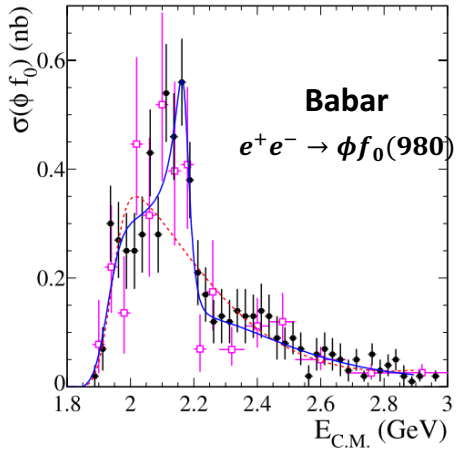 σ(ϕ f₀) (nb)
0.6
0.4
0.2
0
Babar
e⁺e⁻ → ϕf₀(980)
1.8 2 2.2 2.4 2.6 2.8 3
E_C.M. (GeV)